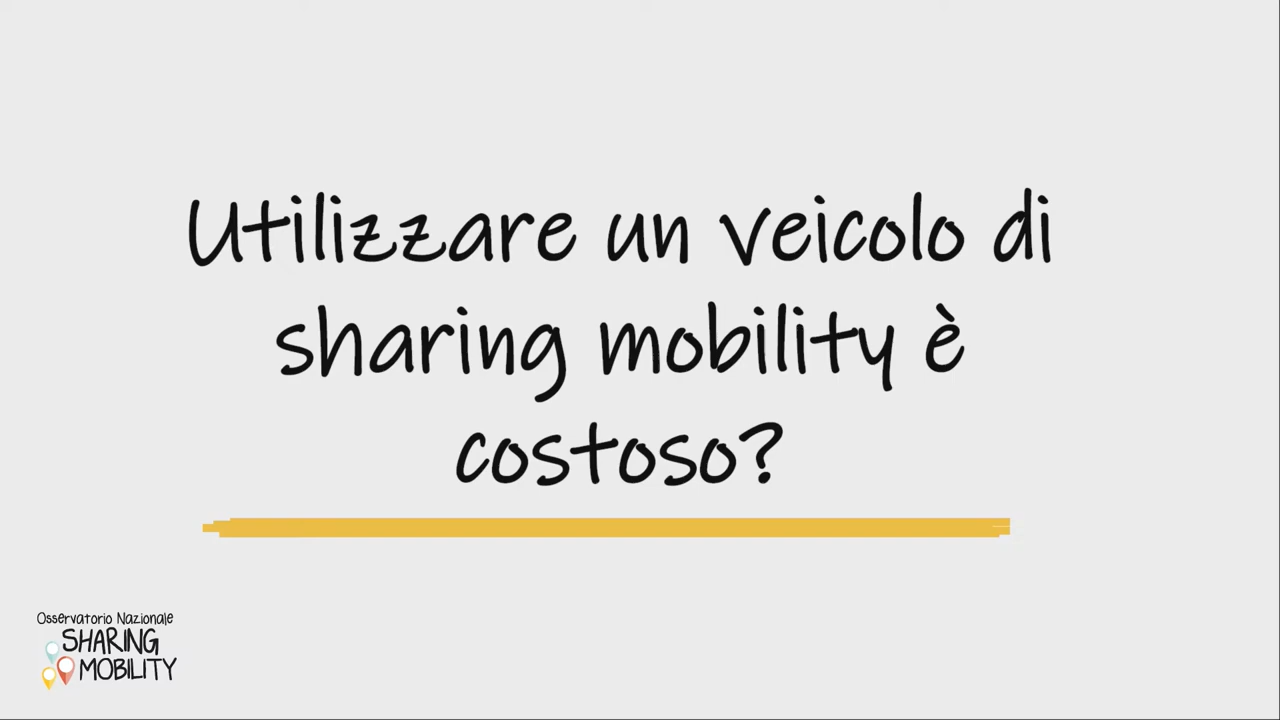 Utilizzare un veicolo di
sharing mobility è
costoso?
Osservatorio Nazionale
SHARING
MOBILITY